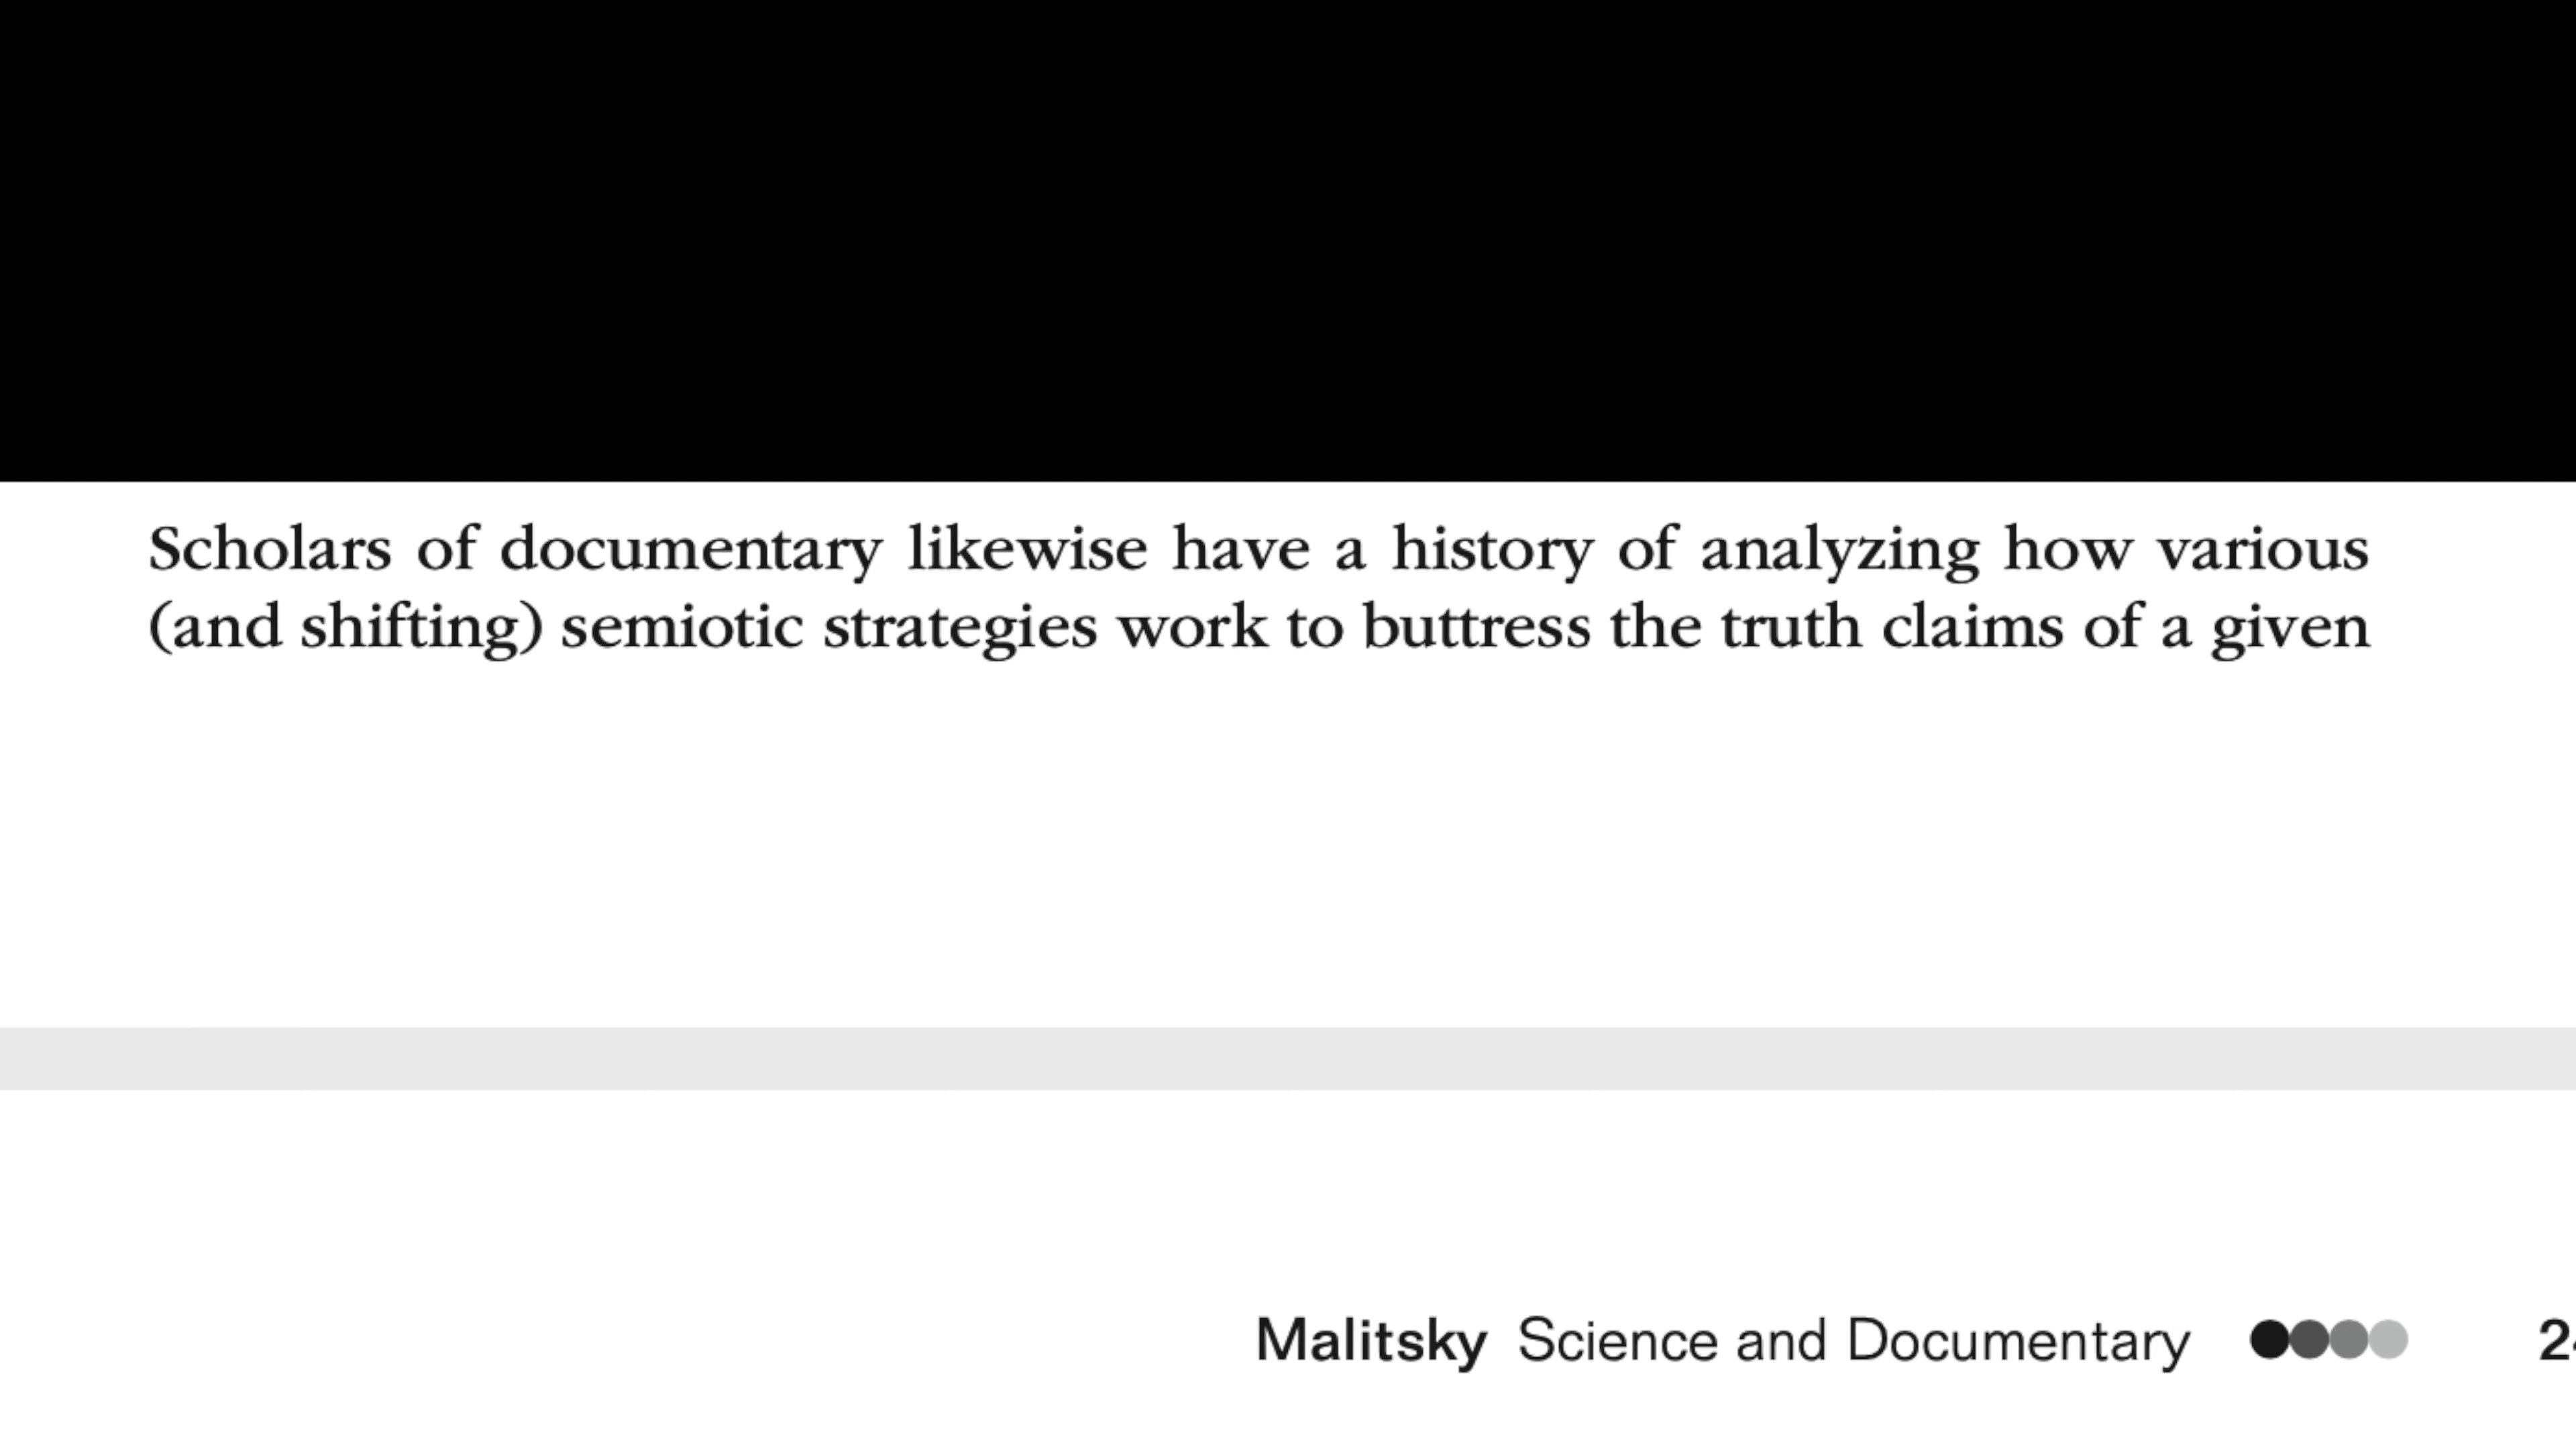 Scholars of documentary likewise have a history of analyzing how various
(and shifting) semiotic strategies work to buttress the truth claims of a given
Malitsky Science and Documentary